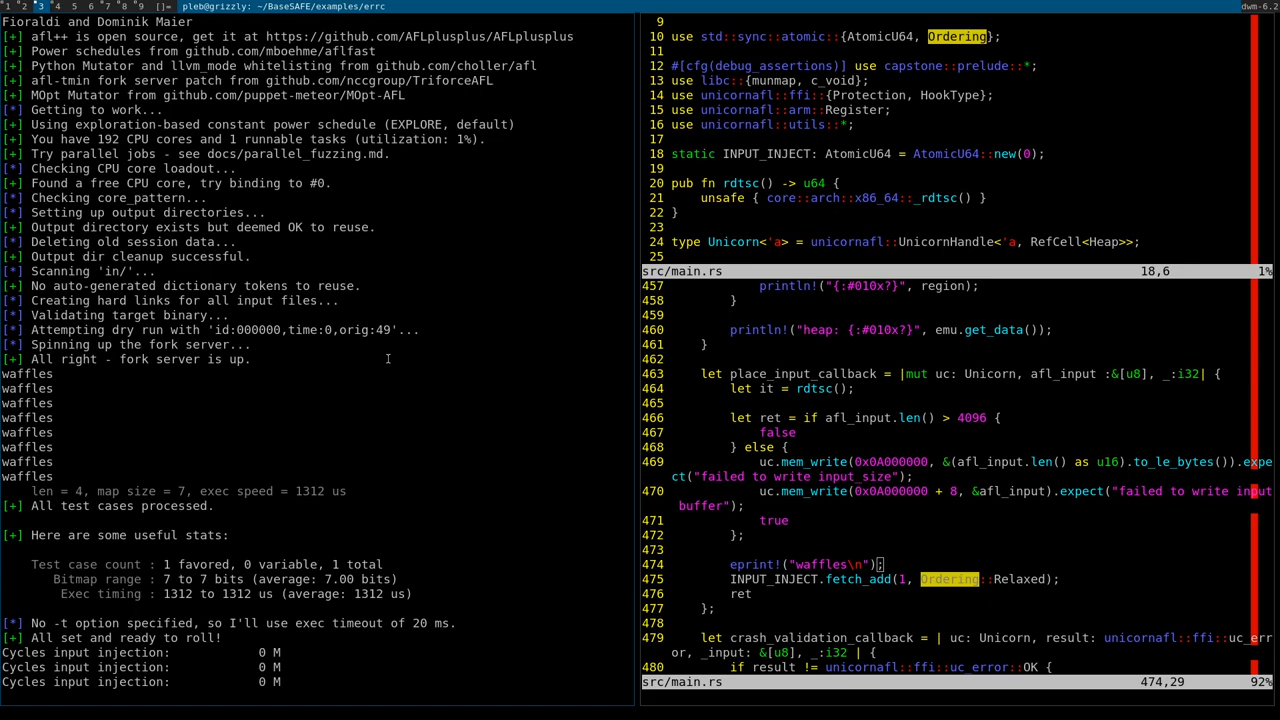 1 2 3 4 5 6 7 8 9 []= pleb@grizzly: ~/BaseSAFE/examples/errc dwm-6.2
Fioraldi and Dominik Maier
[+] afl++ is open source, get it at https://github.com/AFLplusplus/AFLplusplus
[+] Power schedules from github.com/mboehme/aflfast
[+] Python Mutator and llvm_mode whitelisting from github.com/choller/afl
[+] afl-tmin fork server patch from github.com/nccgroup/TriforceAFL
[+] MOpt Mutator from github.com/puppet-meteor/MOpt-AFL
[*] Getting to work...
[+] Using exploration-based constant power schedule (EXPLORE, default)
[+] You have 192 CPU cores and 1 runnable tasks (utilization: 1%).
[+] Try parallel jobs - see docs/parallel_fuzzing.md.
[*] Checking CPU core loadout...
[+] Found a free CPU core, try binding to #0.
[*] Checking core_pattern...
[*] Setting up output directories...
[+] Output directory exists but deemed OK to reuse.
[*] Deleting old session data...
[+] Output dir cleanup successful.
[*] Scanning 'in/'...
[+] No auto-generated dictionary tokens to reuse.
[*] Creating hard links for all input files...
[*] Validating target binary...
[*] Attempting dry run with 'id:000000,time:0,orig:49'...
[*] Spinning up the fork server...
[+] All right - fork server is up.
waffles
waffles
waffles
waffles
waffles
waffles
waffles
waffles
    len = 4, map size = 7, exec speed = 1312 us
[+] All test cases processed.
[+] Here are some useful stats:
    Test case count : 1 favored, 0 variable, 1 total
       Bitmap range : 7 to 7 bits (average: 7.00 bits)
        Exec timing : 1312 to 1312 us (average: 1312 us)
[*] No -t option specified, so I'll use exec timeout of 20 ms.
[+] All set and ready to roll!
Cycles input injection:            0 M
Cycles input injection:            0 M
Cycles input injection:            0 M
9
10 use std::sync::atomic::{AtomicU64, Ordering};
11
12 #[cfg(debug_assertions)] use capstone::prelude::*;
13 use libc::{munmap, c_void};
14 use unicornafl::ffi::{Protection, HookType};
15 use unicornafl::arm::Register;
16 use unicornafl::utils::*;
17
18 static INPUT_INJECT: AtomicU64 = AtomicU64::new(0);
19
20 pub fn rdtsc() -> u64 {
21     unsafe { core::arch::x86_64::_rdtsc() }
22 }
23
24 type Unicorn<'a> = unicornafl::UnicornHandle<'a, RefCell<Heap>>;
25
src/main.rs 18,6 1%
457             println!("{:#010x?}", region);
458         }
459
460         println!("heap: {:#010x?}", emu.get_data());
461     }
462
463     let place_input_callback = |mut uc: Unicorn, afl_input :&[u8], _:i32| {
464         let it = rdtsc();
465
466         let ret = if afl_input.len() > 4096 {
467             false
468         } else {
469             uc.mem_write(0x0A000000, &(afl_input.len() as u16).to_le_bytes()).expe
ct("failed to write input_size");
470             uc.mem_write(0x0A000000 + 8, &afl_input).expect("failed to write input
 buffer");
471             true
472         };
473
474         eprint!("waffles\n");
475         INPUT_INJECT.fetch_add(1, Ordering::Relaxed);
476         ret
477     };
478
479     let crash_validation_callback = | uc: Unicorn, result: unicornafl::ffi::uc_err
or, _input: &[u8], _:i32 | {
480         if result != unicornafl::ffi::uc_error::OK {
src/main.rs 474,29 92%